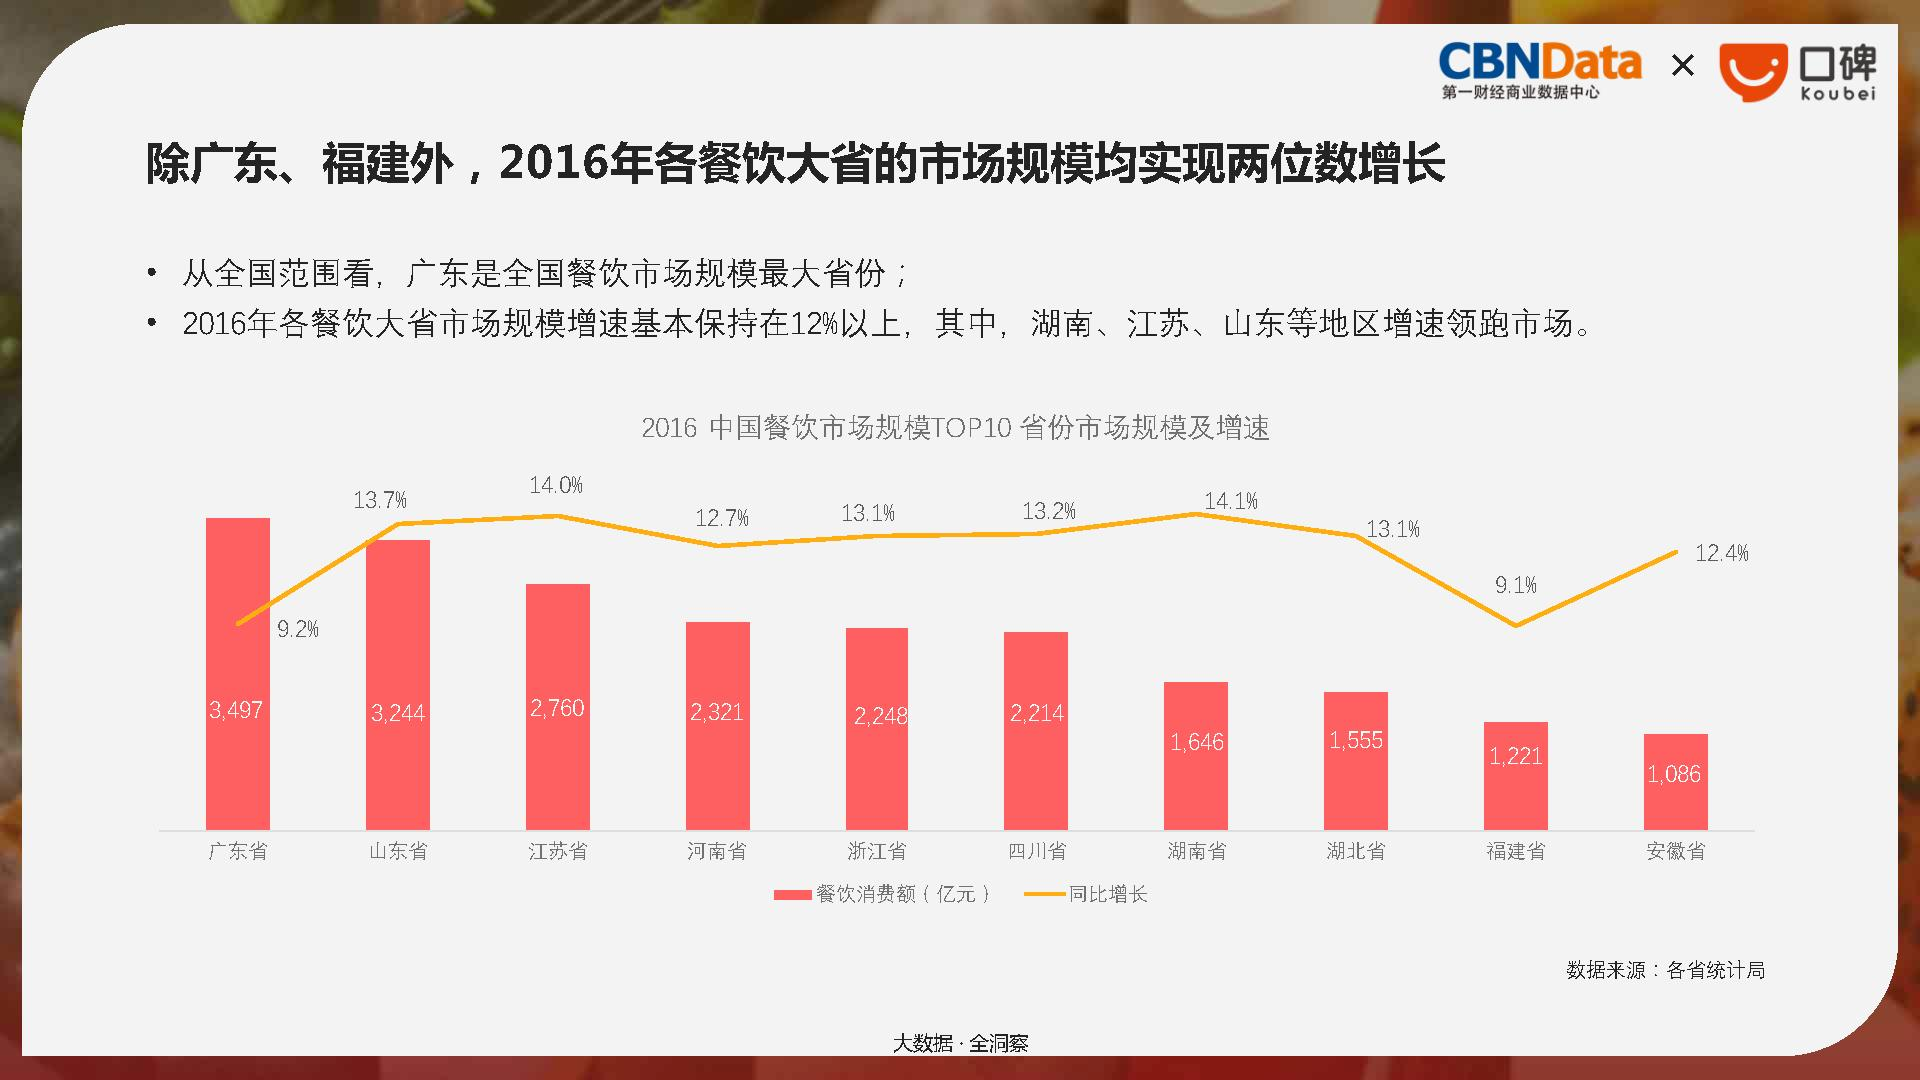 CBNData × 口碑
第一财经商业数据中心 Koubei
除广东、福建外，2016年各餐饮大省的市场规模均实现两位数增长
• 从全国范围看，广东是全国餐饮市场规模最大省份；
• 2016年各餐饮大省市场规模增速基本保持在12%以上，其中，湖南、江苏、山东等地区增速领跑市场。
2016 中国餐饮市场规模TOP10 省份市场规模及增速
9.2% 13.7% 14.0% 12.7% 13.1% 13.2% 14.1% 13.1% 9.1% 12.4%
3,497 3,244 2,760 2,321 2,248 2,214 1,646 1,555 1,221 1,086
广东省 山东省 江苏省 河南省 浙江省 四川省 湖南省 湖北省 福建省 安徽省
餐饮消费额（亿元） 同比增长
数据来源：各省统计局
大数据·全洞察